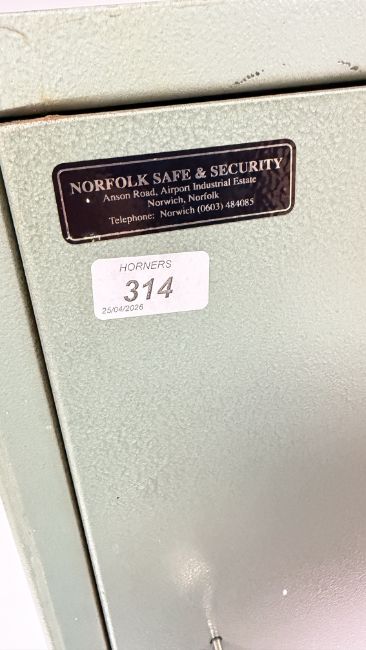 NORFOLK SAFE & SECURITY
Anson Road, Airport Industrial Estate
Norwich, Norfolk
Telephone: Norwich (0603) 484085
HORNERS
314
25/04/2026